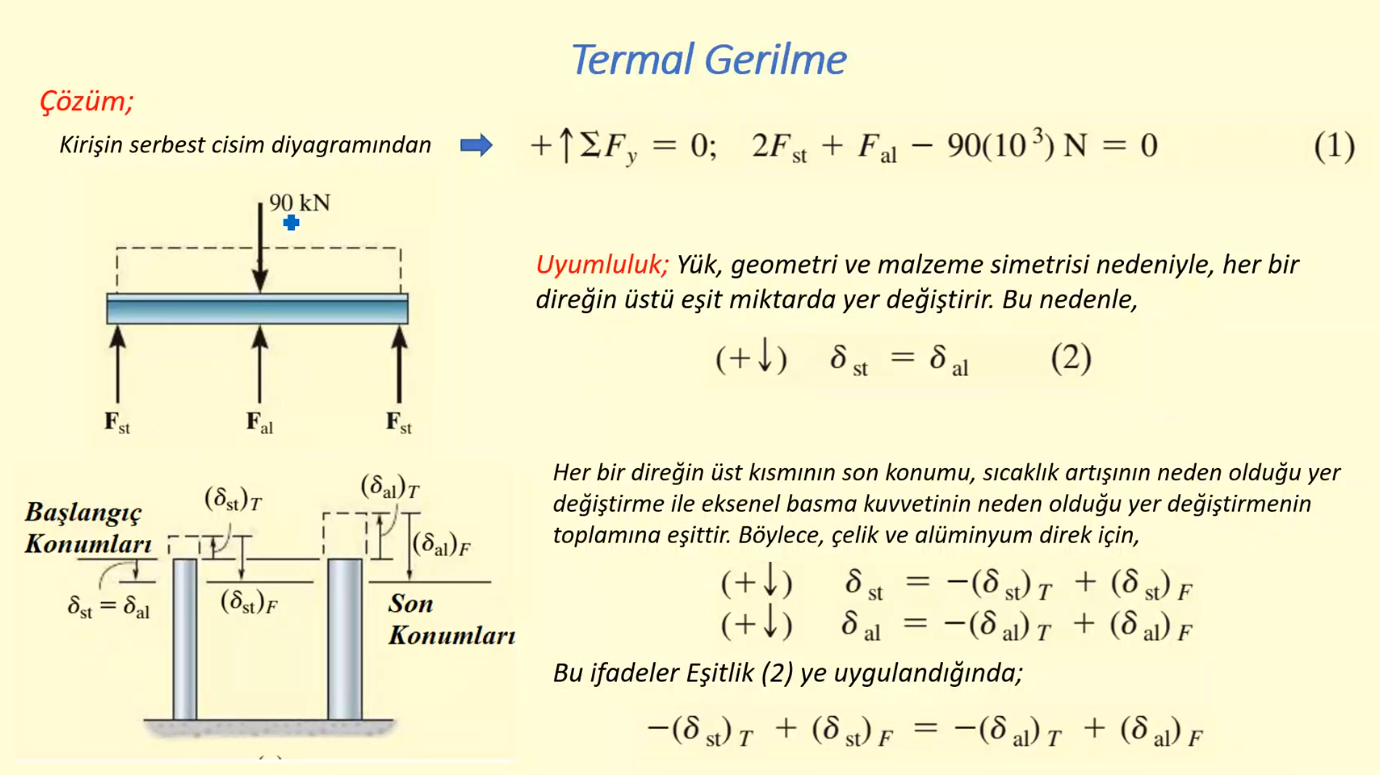 Termal Gerilme
Çözüm;
Kirişin serbest cisim diyagramından
+↑ΣF_y = 0; 2F_st + F_al − 90(10³) N = 0 (1)
90 kN
F_st F_al F_st
Uyumluluk; Yük, geometri ve malzeme simetrisi nedeniyle, her bir
direğin üstü eşit miktarda yer değiştirir. Bu nedenle,
(+↓) δ_st = δ_al (2)
Başlangıç
Konumları
(δ_st)_T
(δ_al)_T
(δ_al)_F
δ_st = δ_al
(δ_st)_F
Son
Konumları
Her bir direğin üst kısmının son konumu, sıcaklık artışının neden olduğu yer
değiştirme ile eksenel basma kuvvetinin neden olduğu yer değiştirmenin
toplamına eşittir. Böylece, çelik ve alüminyum direk için,
(+↓) δ_st = −(δ_st)_T + (δ_st)_F
(+↓) δ_al = −(δ_al)_T + (δ_al)_F
Bu ifadeler Eşitlik (2) ye uygulandığında;
−(δ_st)_T + (δ_st)_F = −(δ_al)_T + (δ_al)_F